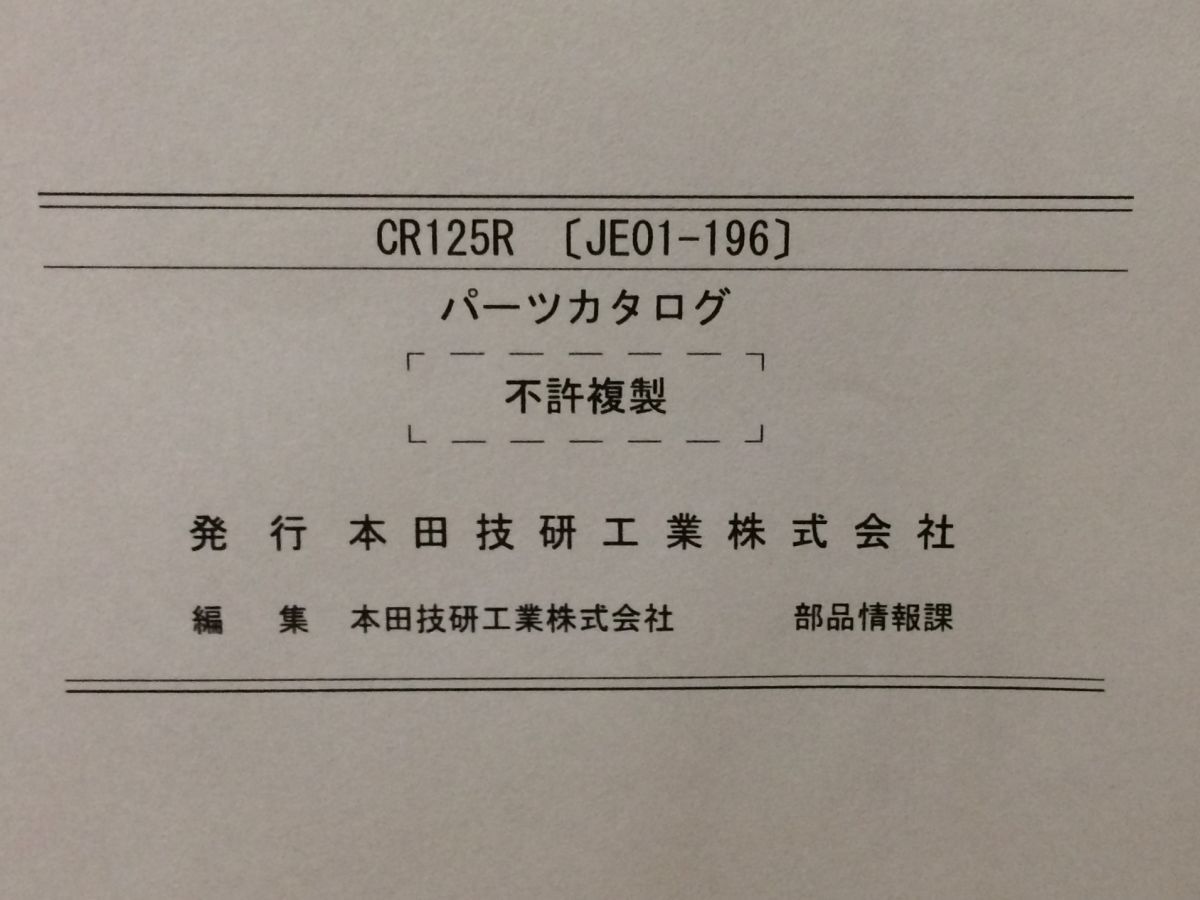 CR125R 〔JE01-196〕
パーツカタログ
不許複製
発行 本田技研工業株式会社
編集 本田技研工業株式会社 部品情報課